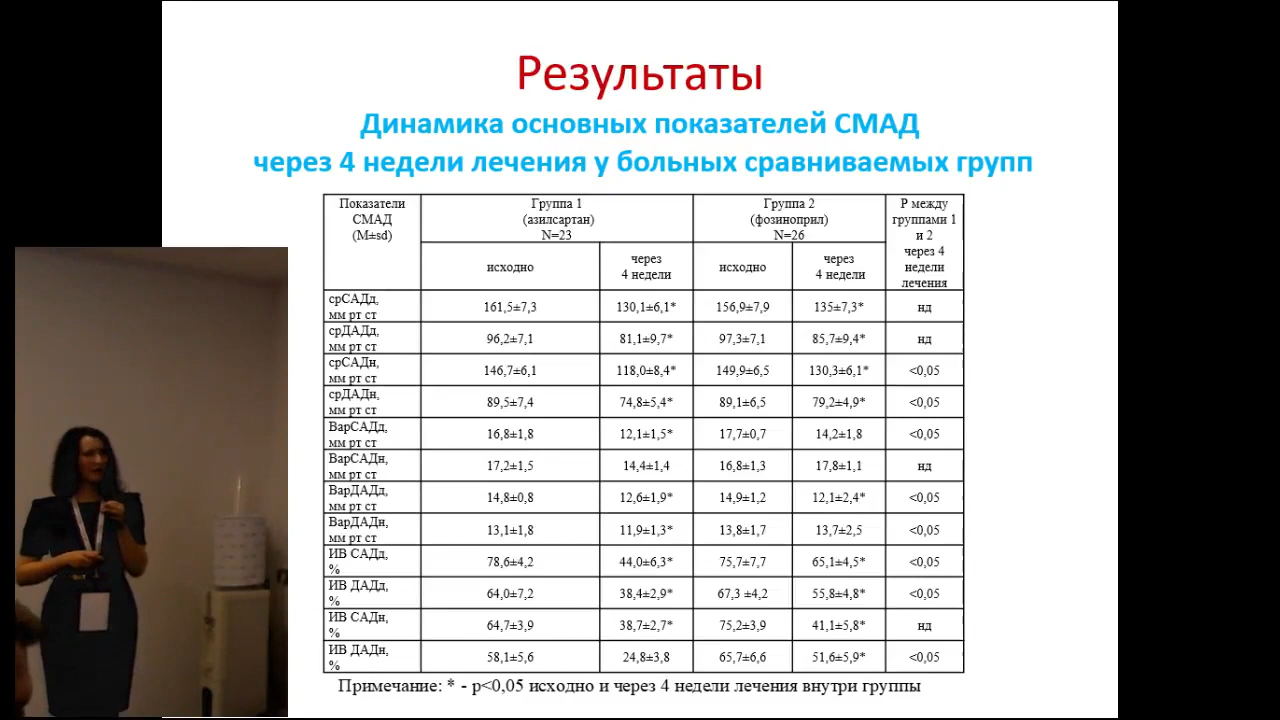 Результаты
Динамика основных показателей СМАД
через 4 недели лечения у больных сравниваемых групп
Показатели СМАД (M±sd) Группа 1 (азилсартан) N=23 Группа 2 (фозиноприл) N=26 Р между группами 1 и 2 через 4 недели лечения
исходно через 4 недели исходно через 4 недели
срСАДд, мм рт ст 161,5±7,3 130,1±6,1* 156,9±7,9 135±7,3* нд
срДАДд, мм рт ст 96,2±7,1 81,1±9,7* 97,3±7,1 85,7±9,4* нд
срСАДн, мм рт ст 146,7±6,1 118,0±8,4* 149,9±6,5 130,3±6,1* <0,05
срДАДн, мм рт ст 89,5±7,4 74,8±5,4* 89,1±6,5 79,2±4,9* <0,05
ВарСАДд, мм рт ст 16,8±1,8 12,1±1,5* 17,7±0,7 14,2±1,8 <0,05
ВарСАДн, мм рт ст 17,2±1,5 14,4±1,4 16,8±1,3 17,8±1,1 нд
ВарДАДд, мм рт ст 14,8±0,8 12,6±1,9* 14,9±1,2 12,1±2,4* <0,05
ВарДАДн, мм рт ст 13,1±1,8 11,9±1,3* 13,8±1,7 13,7±2,5 <0,05
ИВ САДд, % 78,6±4,2 44,0±6,3* 75,7±7,7 65,1±4,5* <0,05
ИВ ДАДд, % 64,0±7,2 38,4±2,9* 67,3 ±4,2 55,8±4,8* <0,05
ИВ САДн, % 64,7±3,9 38,7±2,7* 75,2±3,9 41,1±5,8* нд
ИВ ДАДн, % 58,1±5,6 24,8±3,8 65,7±6,6 51,6±5,9* <0,05
Примечание: * - p<0,05 исходно и через 4 недели лечения внутри группы